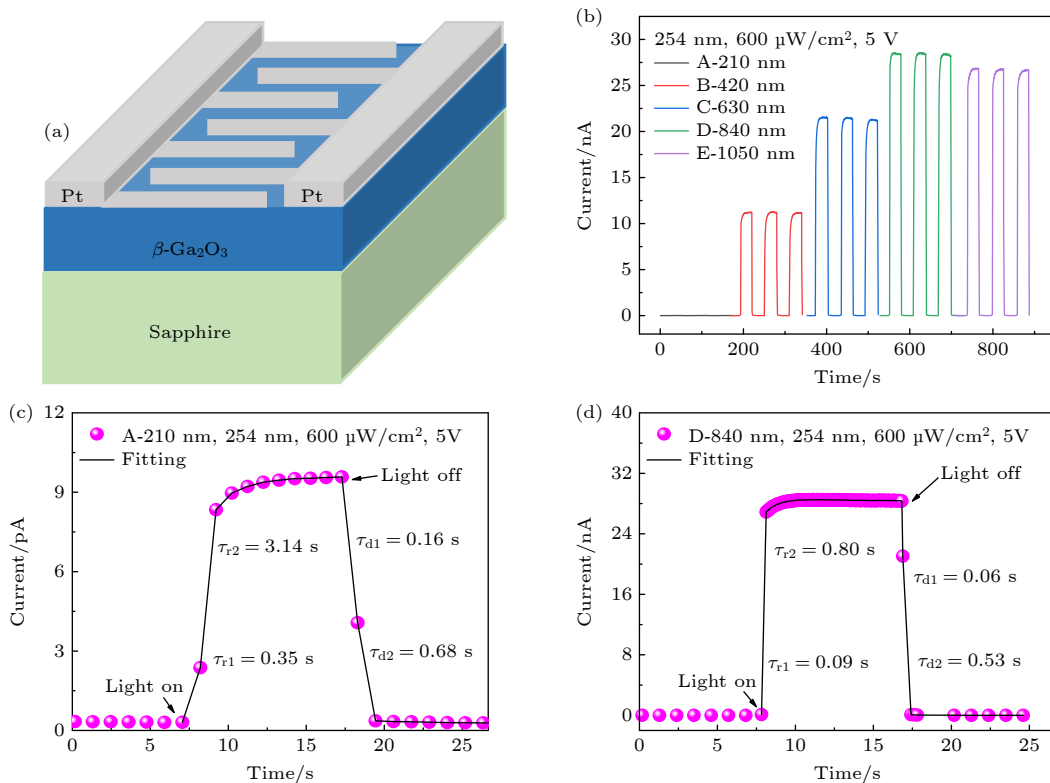 (a)
Pt
Pt
β-Ga₂O₃
Sapphire
(b)
254 nm, 600 µW/cm², 5 V
A-210 nm
B-420 nm
C-630 nm
D-840 nm
E-1050 nm
Current/nA
30
25
20
15
10
5
0
0 200 400 600 800
Time/s
(c)
A-210 nm, 254 nm, 600 µW/cm², 5V
Fitting
Light off
τr2 = 3.14 s
τd1 = 0.16 s
τr1 = 0.35 s
τd2 = 0.68 s
Light on
Current/pA
12
9
6
3
0
0 5 10 15 20 25
Time/s
(d)
D-840 nm, 254 nm, 600 µW/cm², 5V
Fitting
Light off
τr2 = 0.80 s
τd1 = 0.06 s
τr1 = 0.09 s
τd2 = 0.53 s
Light on
Current/nA
40
32
24
16
8
0
0 5 10 15 20 25
Time/s